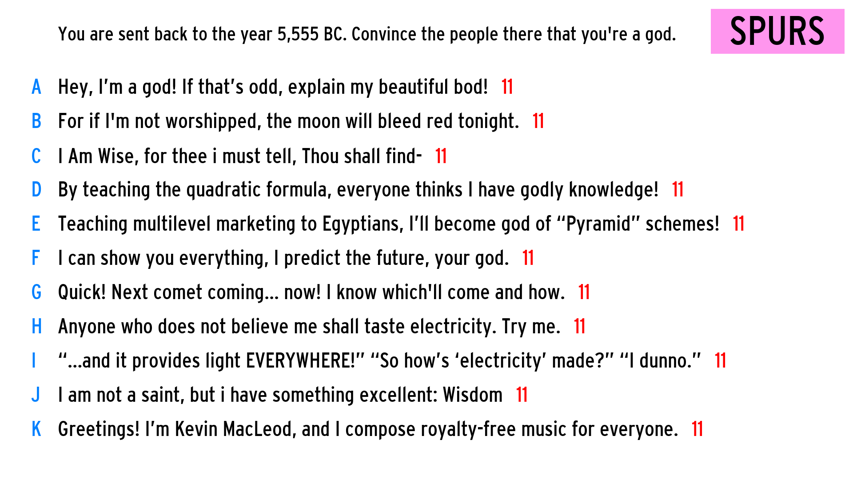 You are sent back to the year 5,555 BC. Convince the people there that you're a god.
SPURS
A Hey, I'm a god! If that's odd, explain my beautiful bod! 11
B For if I'm not worshipped, the moon will bleed red tonight. 11
C I Am Wise, for thee i must tell, Thou shall find- 11
D By teaching the quadratic formula, everyone thinks I have godly knowledge! 11
E Teaching multilevel marketing to Egyptians, I'll become god of “Pyramid” schemes! 11
F I can show you everything, I predict the future, your god. 11
G Quick! Next comet coming... now! I know which'll come and how. 11
H Anyone who does not believe me shall taste electricity. Try me. 11
I “...and it provides light EVERYWHERE!” “So how's ‘electricity’ made?” “I dunno.” 11
J I am not a saint, but i have something excellent: Wisdom 11
K Greetings! I'm Kevin MacLeod, and I compose royalty-free music for everyone. 11